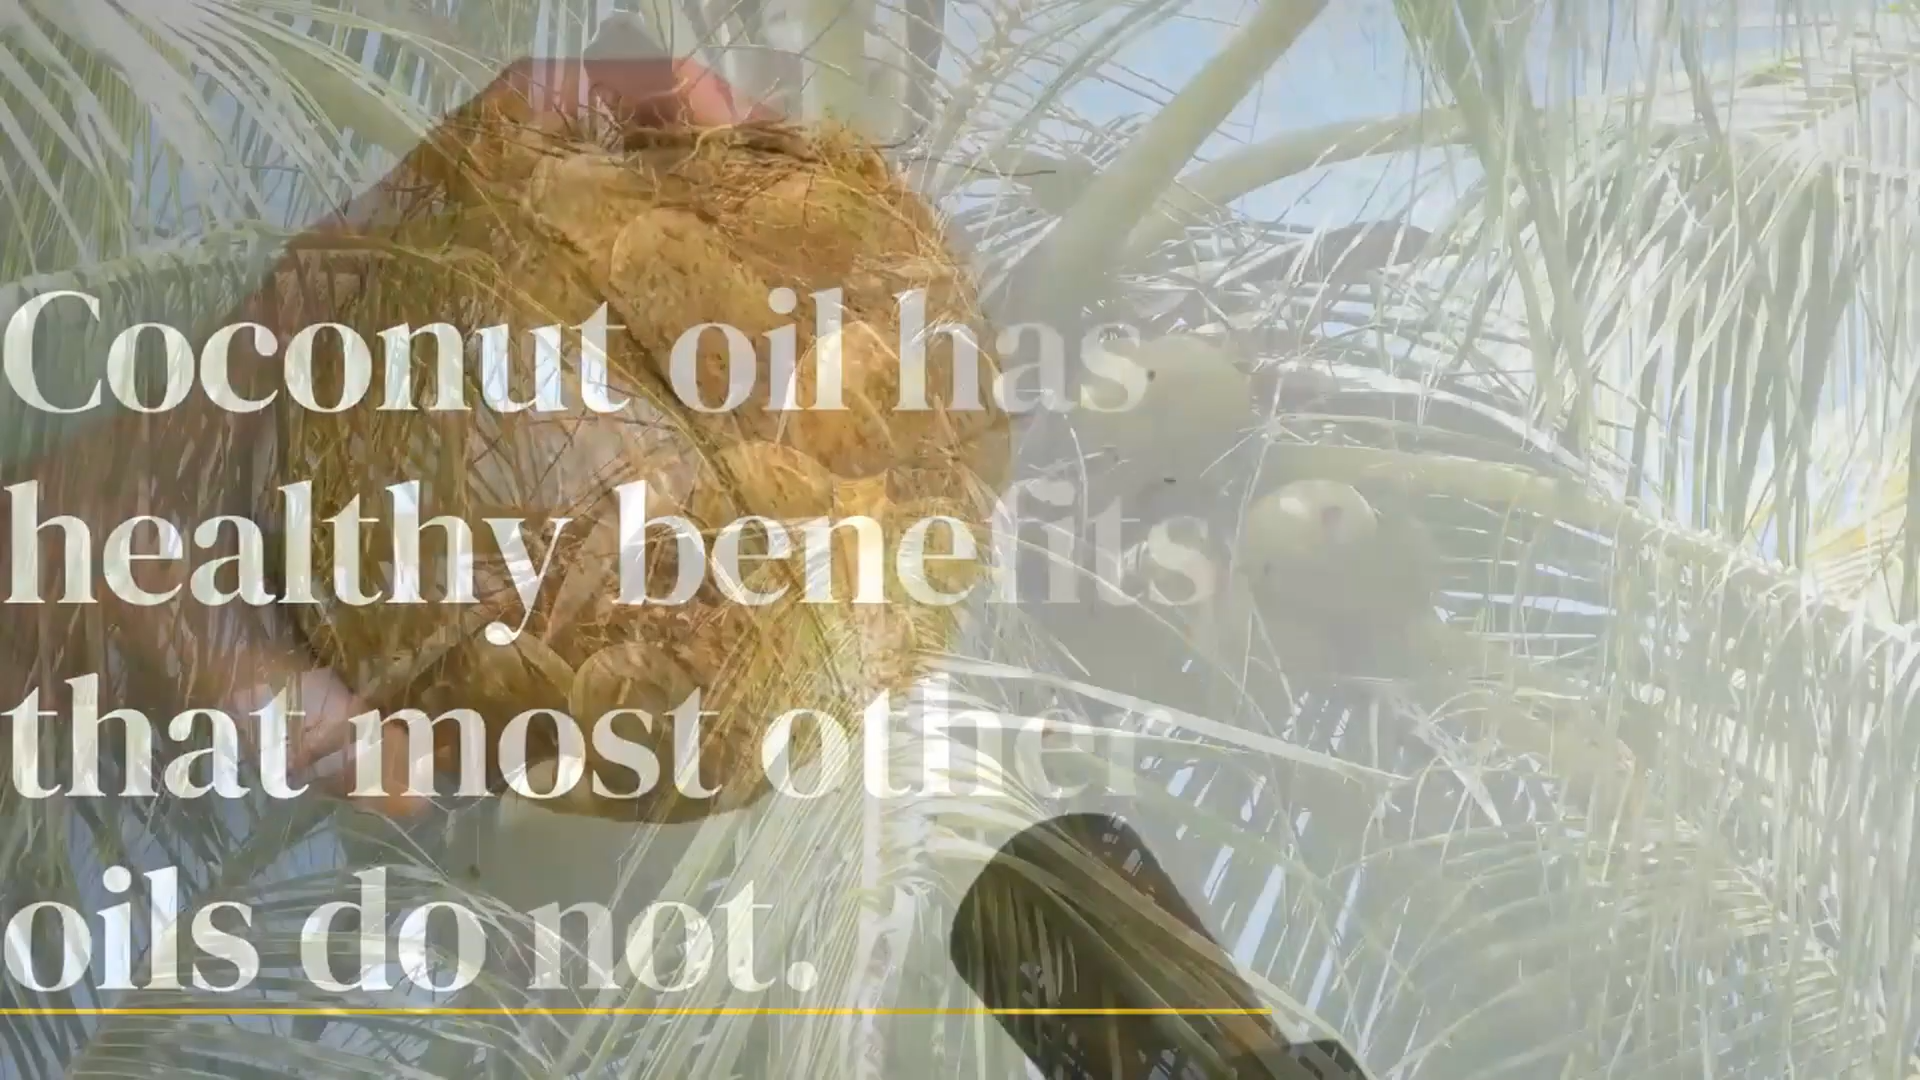 Coconut oil has
healthy benefits
that most other
oils do not.